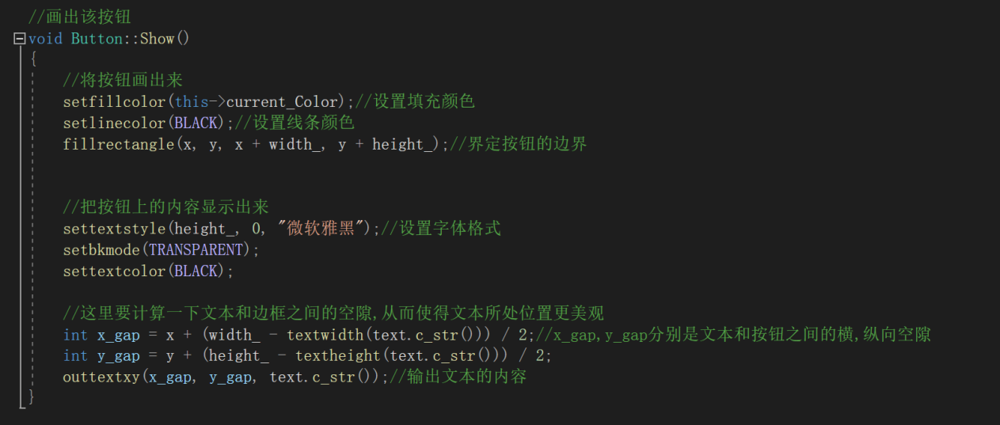 //画出该按钮
void Button::Show()
{
//将按钮画出来
setfillcolor(this->current_Color);//设置填充颜色
setlinecolor(BLACK);//设置线条颜色
fillrectangle(x, y, x + width_, y + height_);//界定按钮的边界
//把按钮上的内容显示出来
settextstyle(height_, 0, "微软雅黑");//设置字体格式
setbkmode(TRANSPARENT);
settextcolor(BLACK);
//这里要计算一下文本和边框之间的空隙,从而使得文本所处位置更美观
int x_gap = x + (width_ - textwidth(text.c_str())) / 2;//x_gap,y_gap分别是文本和按钮之间的横,纵向空隙
int y_gap = y + (height_ - textheight(text.c_str())) / 2;
outtextxy(x_gap, y_gap, text.c_str());//输出文本的内容
}